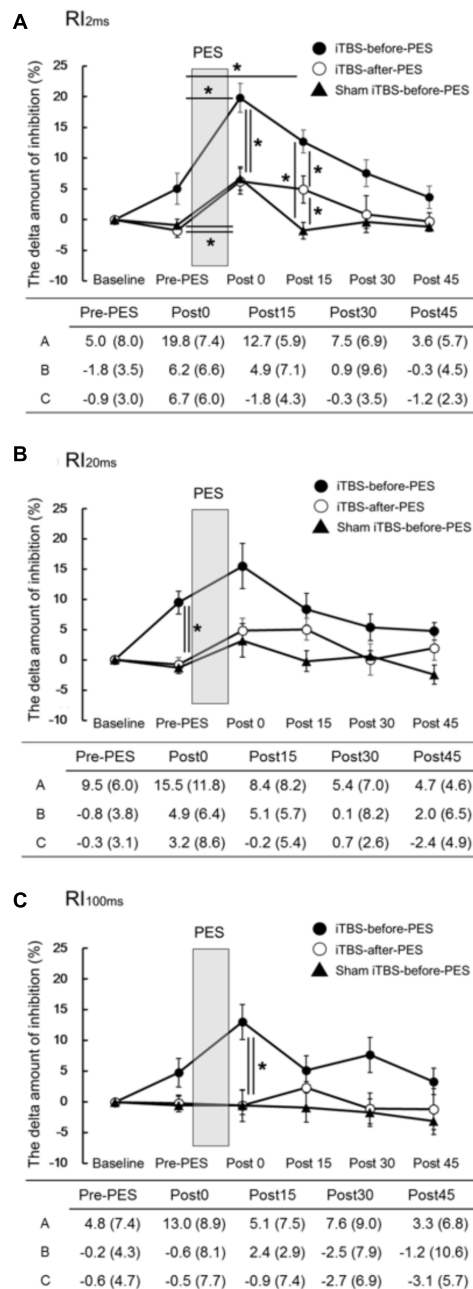 A RI2ms
PES
iTBS-before-PES
iTBS-after-PES
Sham iTBS-before-PES
The delta amount of inhibition (%)
25
20
15
10
5
0
-5
-10
* * * * * * *
Baseline Pre-PES Post 0 Post 15 Post 30 Post 45
Pre-PES Post0 Post15 Post30 Post45
A 5.0 (8.0) 19.8 (7.4) 12.7 (5.9) 7.5 (6.9) 3.6 (5.7)
B -1.8 (3.5) 6.2 (6.6) 4.9 (7.1) 0.9 (9.6) -0.3 (4.5)
C -0.9 (3.0) 6.7 (6.0) -1.8 (4.3) -0.3 (3.5) -1.2 (2.3)
B RI20ms
PES
iTBS-before-PES
iTBS-after-PES
Sham iTBS-before-PES
The delta amount of inhibition (%)
25
20
15
10
5
0
-5
-10
*
Baseline Pre-PES Post 0 Post 15 Post 30 Post 45
Pre-PES Post0 Post15 Post30 Post45
A 9.5 (6.0) 15.5 (11.8) 8.4 (8.2) 5.4 (7.0) 4.7 (4.6)
B -0.8 (3.8) 4.9 (6.4) 5.1 (5.7) 0.1 (8.2) 2.0 (6.5)
C -0.3 (3.1) 3.2 (8.6) -0.2 (5.4) 0.7 (2.6) -2.4 (4.9)
C RI100ms
PES
iTBS-before-PES
iTBS-after-PES
Sham iTBS-before-PES
The delta amount of inhibition (%)
25
20
15
10
5
0
-5
-10
*
Baseline Pre-PES Post 0 Post 15 Post 30 Post 45
Pre-PES Post0 Post15 Post30 Post45
A 4.8 (7.4) 13.0 (8.9) 5.1 (7.5) 7.6 (9.0) 3.3 (6.8)
B -0.2 (4.3) -0.6 (8.1) 2.4 (2.9) -2.5 (7.9) -1.2 (10.6)
C -0.6 (4.7) -0.5 (7.7) -0.9 (7.4) -2.7 (6.9) -3.1 (5.7)